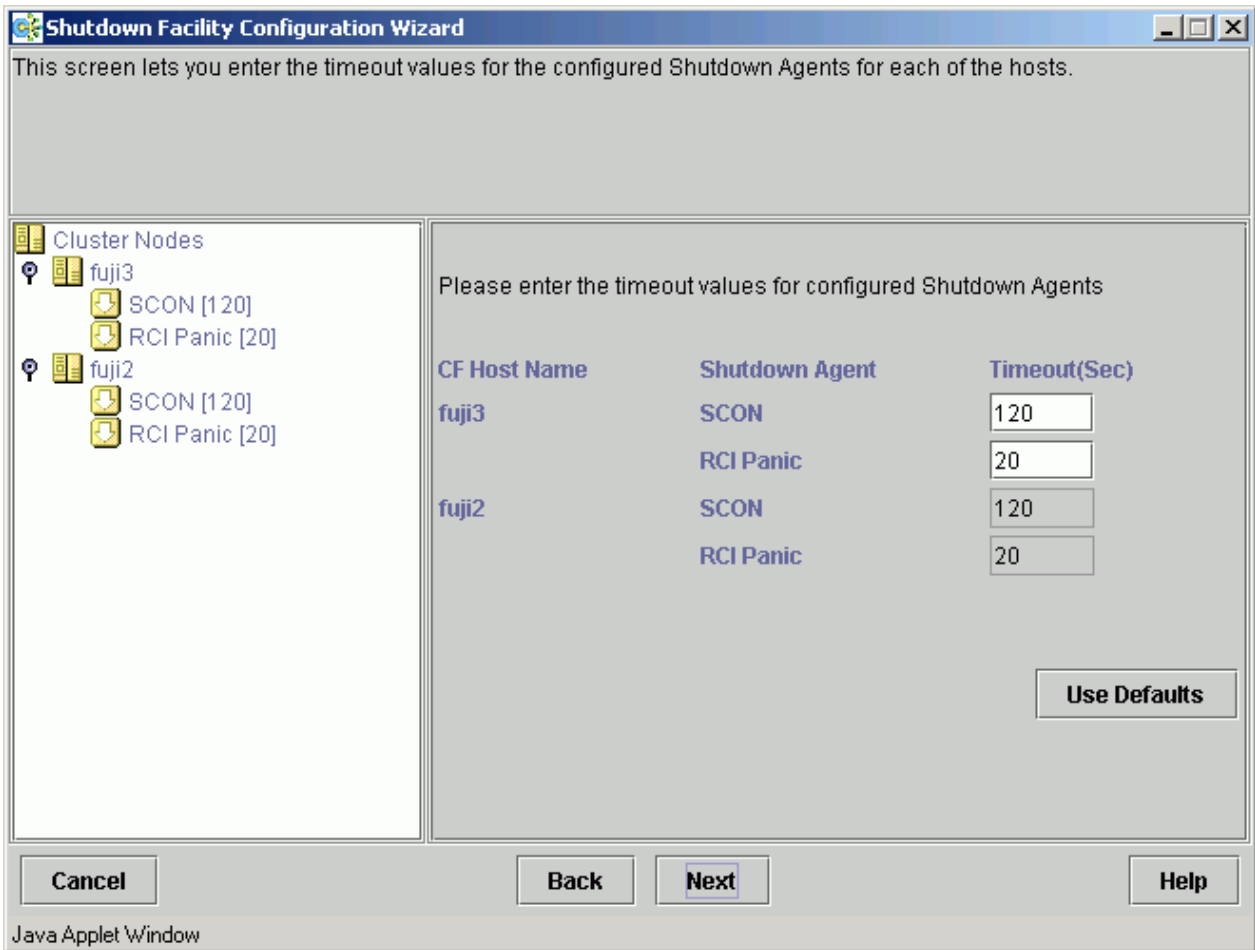 Shutdown Facility Configuration Wizard
This screen lets you enter the timeout values for the configured Shutdown Agents for each of the hosts.
Cluster Nodes
fuji3
SCON [120]
RCI Panic [20]
fuji2
SCON [120]
RCI Panic [20]
Please enter the timeout values for configured Shutdown Agents
CF Host Name Shutdown Agent Timeout(Sec)
fuji3 SCON 120
RCI Panic 20
fuji2 SCON 120
RCI Panic 20
Use Defaults
Cancel Back Next Help
Java Applet Window